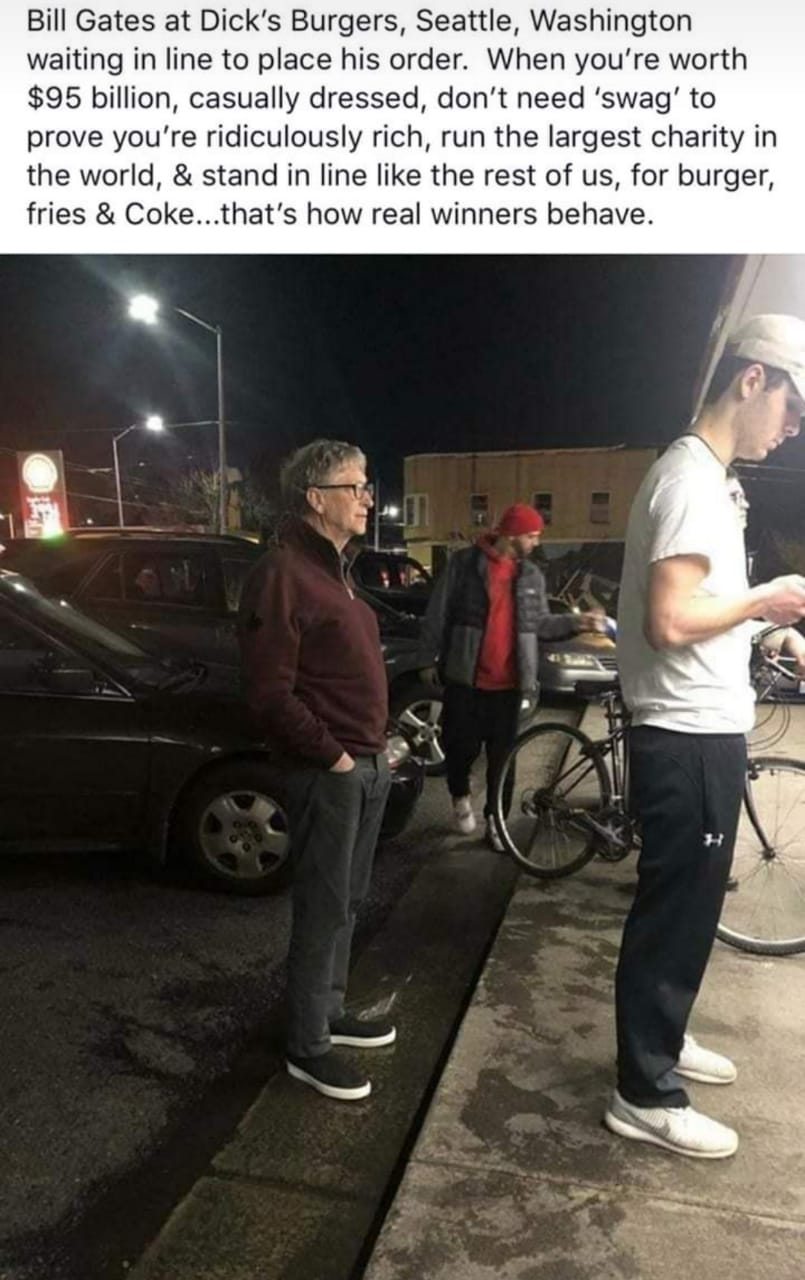 Bill Gates at Dick’s Burgers, Seattle, Washington
waiting in line to place his order.  When you’re worth
$95 billion, casually dressed, don’t need ‘swag’ to
prove you’re ridiculously rich, run the largest charity in
the world, & stand in line like the rest of us, for burger,
fries & Coke...that’s how real winners behave.